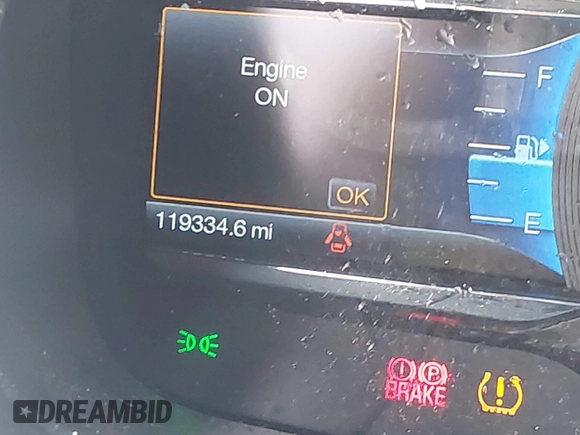 Engine
ON
F
OK
E
119334.6 mi
BRAKE
DREAMBID